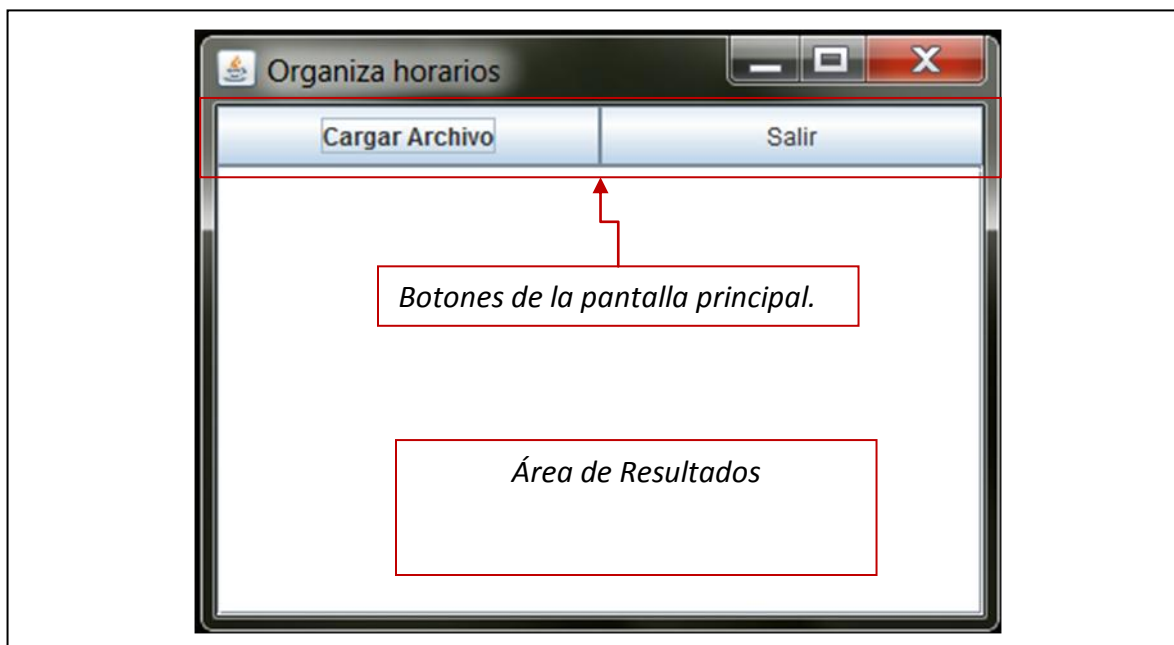 Organiza horarios
Cargar Archivo
Salir
Botones de la pantalla principal.
Área de Resultados